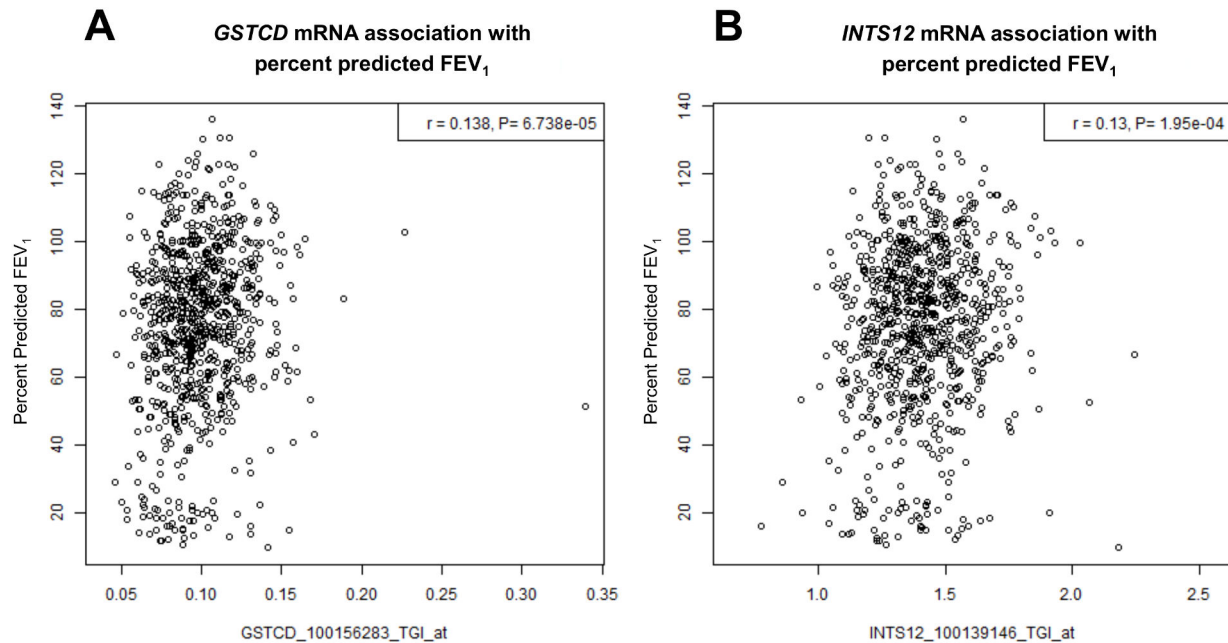 A
GSTCD mRNA association with
percent predicted FEV₁
r = 0.138, P= 6.738e-05
Percent Predicted FEV₁
140
120
100
80
60
40
20
0.05 0.10 0.15 0.20 0.25 0.30 0.35
GSTCD_100156283_TGI_at
B
INTS12 mRNA association with
percent predicted FEV₁
r = 0.13, P= 1.95e-04
Percent Predicted FEV₁
140
120
100
80
60
40
20
1.0 1.5 2.0 2.5
INTS12_100139146_TGI_at